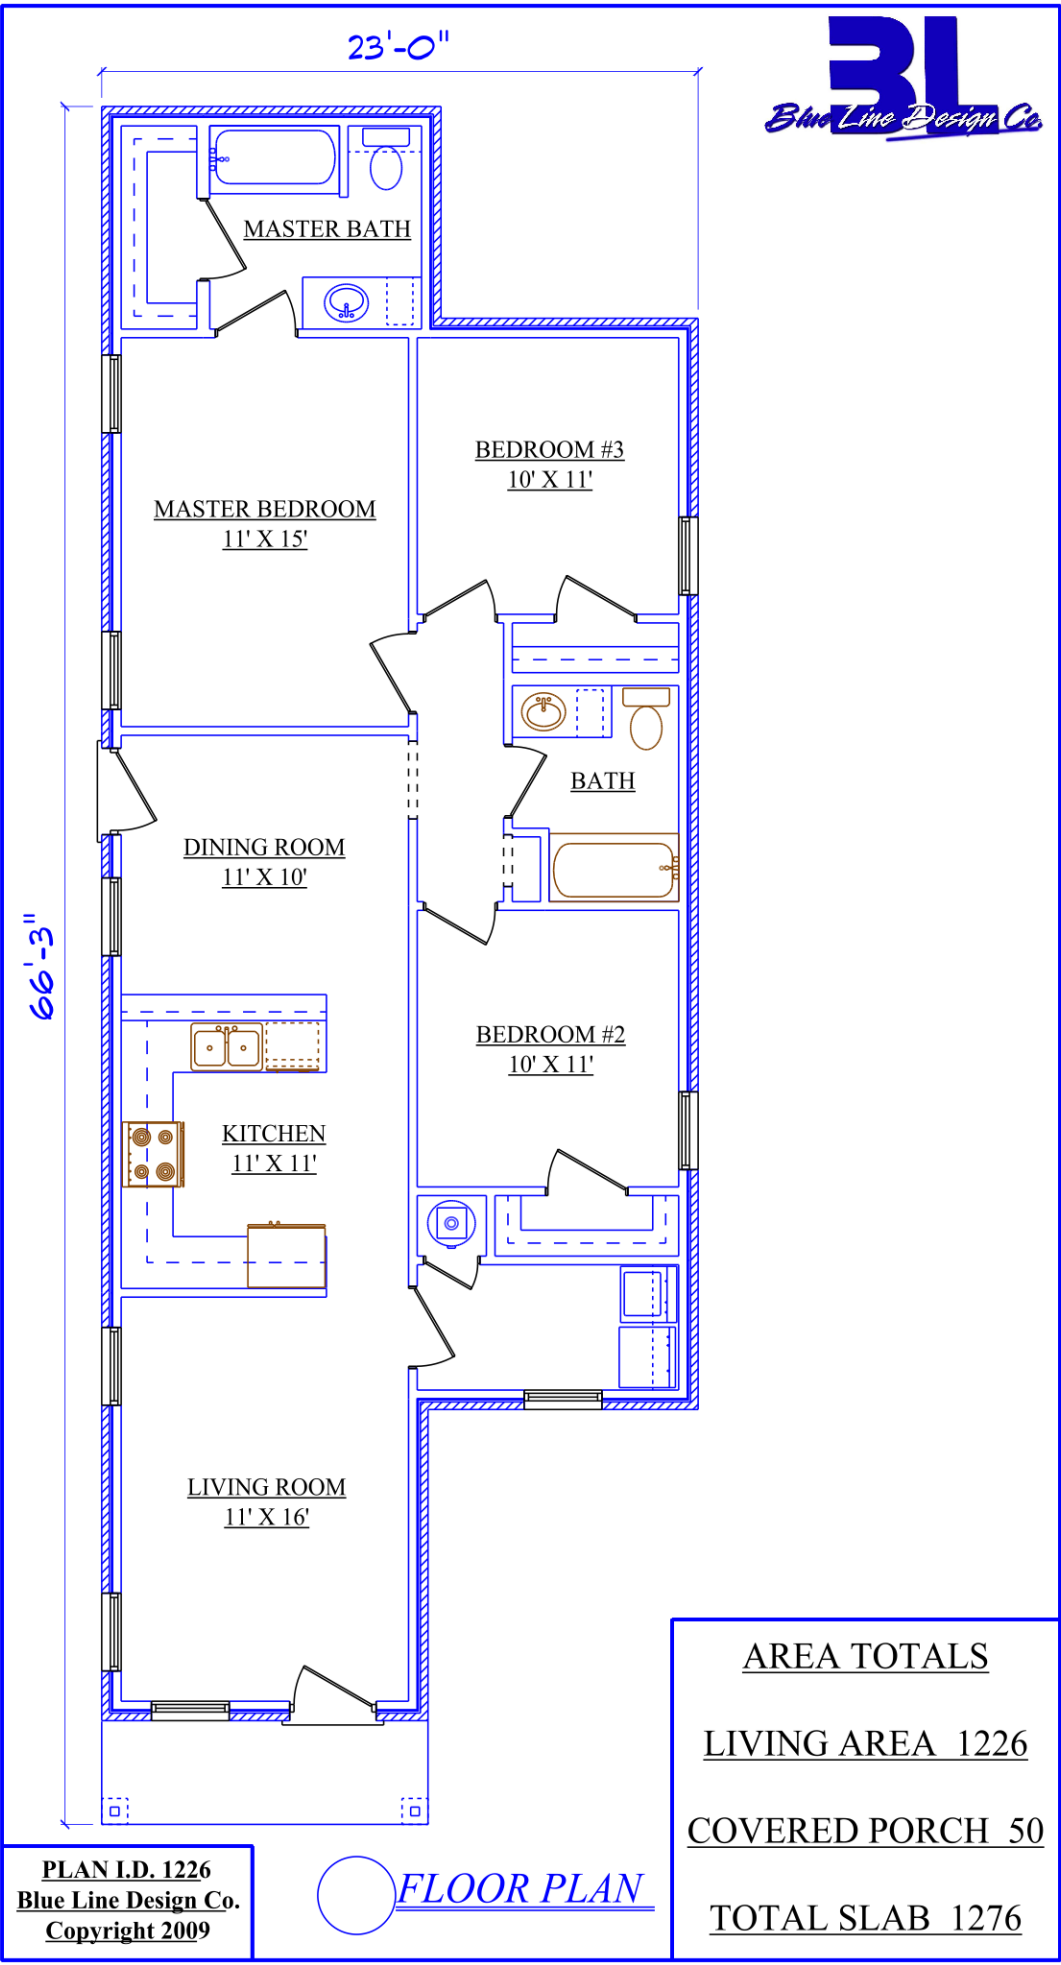 23'-0"
BL
Blue Line Design Co.
MASTER BATH
BEDROOM #3
10' X 11'
MASTER BEDROOM
11' X 15'
BATH
DINING ROOM
11' X 10'
66'-3"
BEDROOM #2
10' X 11'
KITCHEN
11' X 11'
LIVING ROOM
11' X 16'
AREA TOTALS
LIVING AREA 1226
COVERED PORCH 50
TOTAL SLAB 1276
PLAN I.D. 1226
Blue Line Design Co.
Copyright 2009
FLOOR PLAN